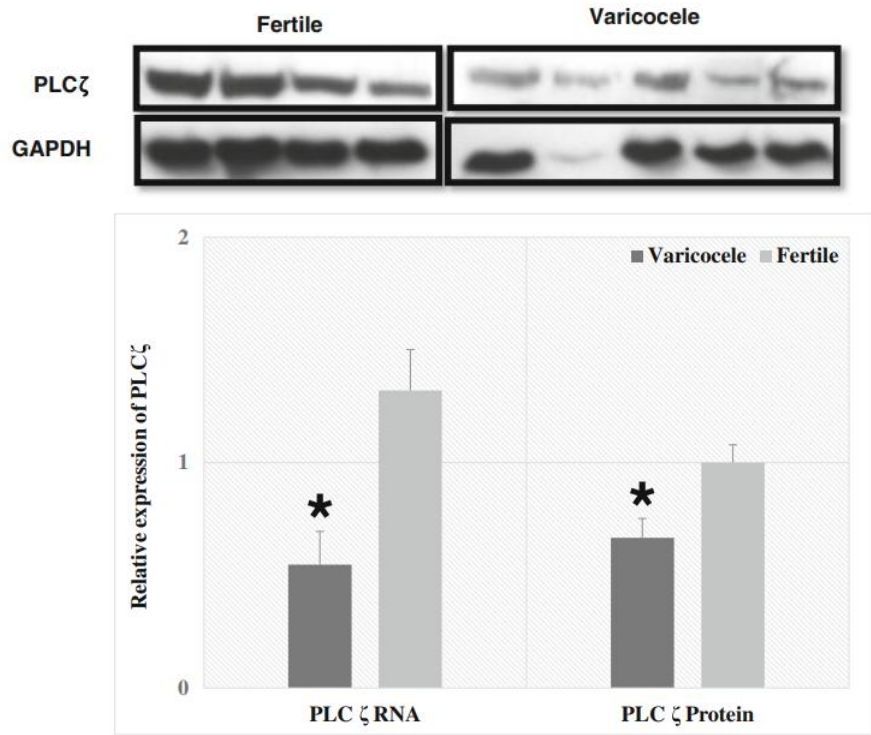 Fertile
Varicocele
PLCζ
GAPDH
2
Varicocele Fertile
Relative expression of PLCζ
1
*
*
0
PLC ζ RNA
PLC ζ Protein